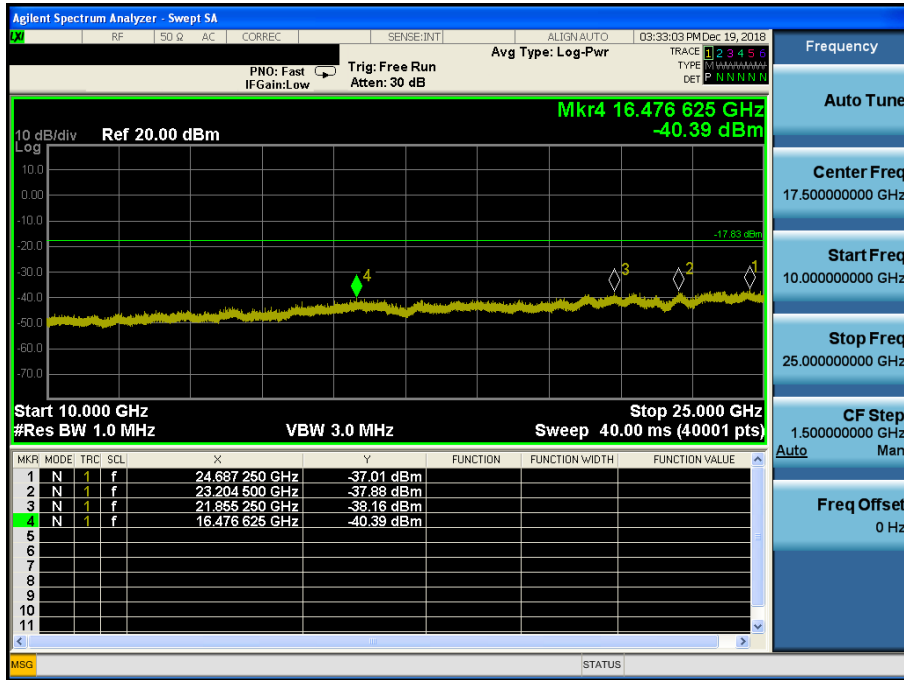 Agilent Spectrum Analyzer - Swept SA
LXI RF 50 Ω AC CORREC SENSE:INT ALIGN AUTO 03:33:03 PM Dec 19, 2018
Frequency
PNO: Fast Trig: Free Run Avg Type: Log-Pwr TRACE 1 2 3 4 5 6
IFGain:Low Atten: 30 dB TYPE M WWWWW
DET P N N N N N
Auto Tune
Mkr4 16.476 625 GHz
-40.39 dBm
10 dB/div Ref 20.00 dBm
Log
10.0
0.00
-10.0
-20.0
-30.0
-40.0
-50.0
-60.0
-70.0
-17.83 dBm
4
3
2
1
Center Freq
17.500000000 GHz
Start Freq
10.000000000 GHz
Stop Freq
25.000000000 GHz
Start 10.000 GHz Stop 25.000 GHz
#Res BW 1.0 MHz VBW 3.0 MHz Sweep 40.00 ms (40001 pts)
CF Step
1.500000000 GHz
Auto Man
MKR MODE TRC SCL X Y FUNCTION FUNCTION WIDTH FUNCTION VALUE
1 N 1 f 24.687 250 GHz -37.01 dBm
2 N 1 f 23.204 500 GHz -37.88 dBm
3 N 1 f 21.855 250 GHz -38.16 dBm
4 N 1 f 16.476 625 GHz -40.39 dBm
5
6
7
8
9
10
11
Freq Offset
0 Hz
MSG STATUS